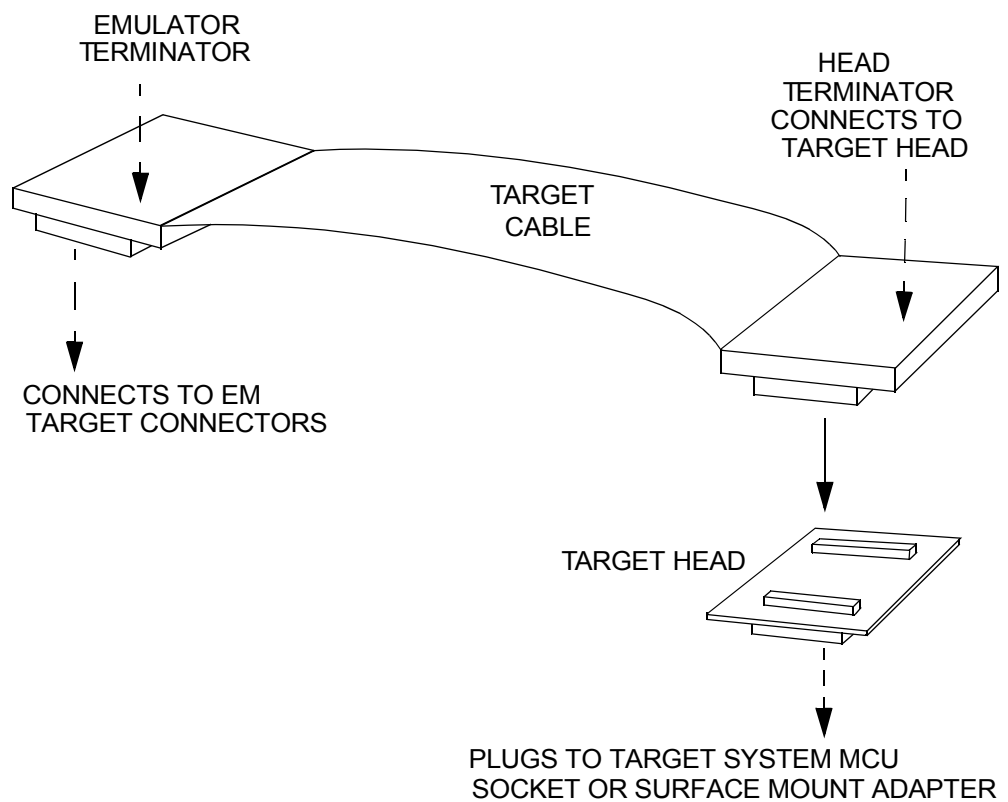 EMULATOR
TERMINATOR
HEAD
TERMINATOR
CONNECTS TO
TARGET HEAD
TARGET
CABLE
CONNECTS TO EM
TARGET CONNECTORS
TARGET HEAD
PLUGS TO TARGET SYSTEM MCU
SOCKET OR SURFACE MOUNT ADAPTER